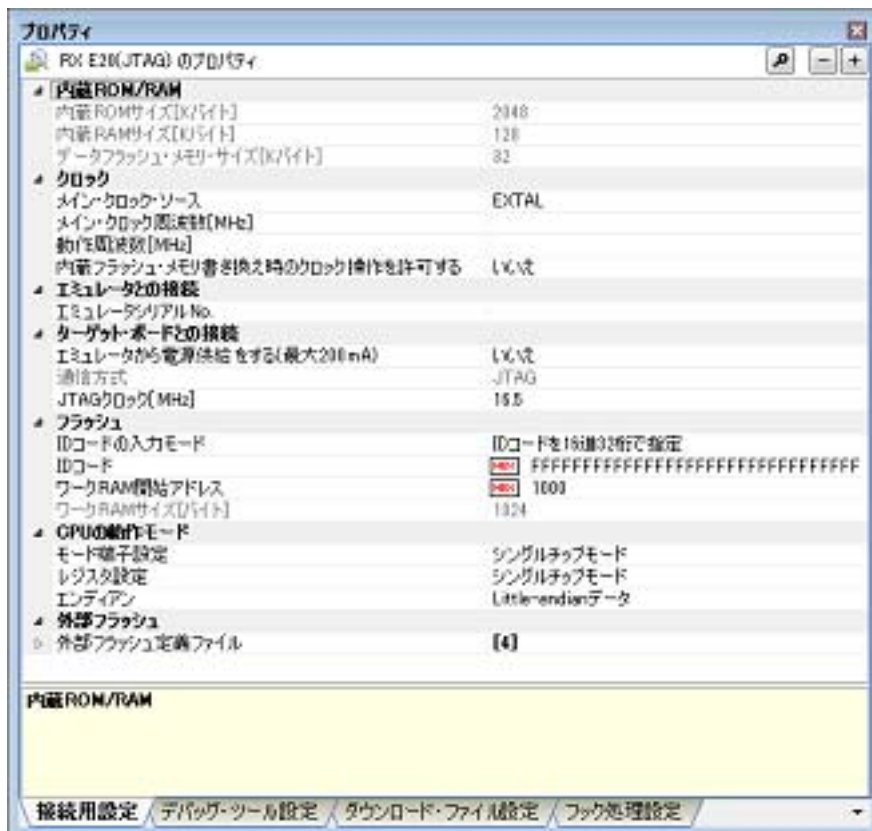 プロパティ
RX E20(JTAG) のプロパティ
内蔵ROM/RAM
内蔵ROMサイズ[Kバイト] 2048
内蔵RAMサイズ[Kバイト] 128
データフラッシュ・メモリ・サイズ[Kバイト] 32
クロック
メイン・クロック・ソース EXTAL
メイン・クロック周波数[MHz]
動作周波数[MHz]
内蔵フラッシュ・メモリ書き換え時のクロック操作を許可する いいえ
エミュレータとの接続
エミュレータシリアルNo.
ターゲット・ボードとの接続
エミュレータから電源供給をする(最大200mA) いいえ
通信方式 JTAG
JTAGクロック[MHz] 16.5
フラッシュ
IDコードの入力モード IDコードを16進数32桁で指定
IDコード HEX FFFFFFFFFFFFFFFFFFFFFFFFFFFFFFFF
ワークRAM開始アドレス HEX 1000
ワークRAMサイズ[バイト] 1024
CPUの動作モード
モード端子設定 シングルチップモード
レジスタ設定 シングルチップモード
エンディアン Little-endianデータ
外部フラッシュ
外部フラッシュ定義ファイル [4]
内蔵ROM/RAM
接続用設定 デバッグ・ツール設定 ダウンロード・ファイル設定 フック処理設定